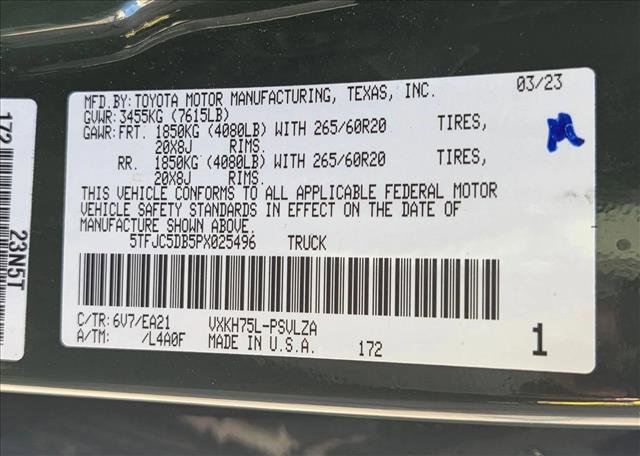 MFD.BY: TOYOTA MOTOR MANUFACTURING, TEXAS, INC. 03/23
GVWR: 3455KG (7615LB)
GAWR: FRT. 1850KG (4080LB) WITH 265/60R20 TIRES,
20X8J RIMS.
RR. 1850KG (4080LB) WITH 265/60R20 TIRES,
20X8J RIMS.
THIS VEHICLE CONFORMS TO ALL APPLICABLE FEDERAL MOTOR
VEHICLE SAFETY STANDARDS IN EFFECT ON THE DATE OF
MANUFACTURE SHOWN ABOVE.
5TFJC5DB5PX025496 TRUCK
C/TR: 6V7/EA21 VXKH75L-PSVLZA
A/TM: /L4A0F MADE IN U.S.A. 172 1
172
23N5T